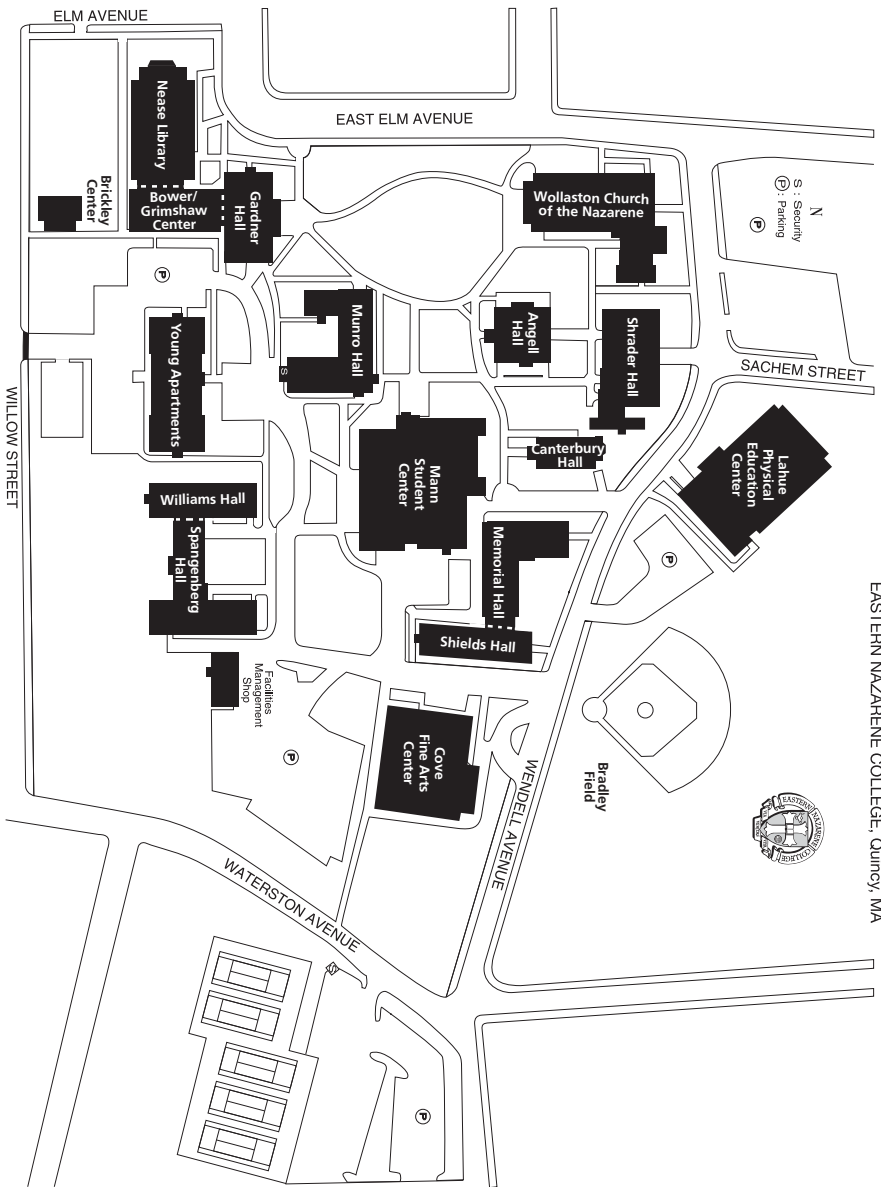 EASTERN NAZARENE COLLEGE, Quincy, MA
ELM AVENUE
EAST ELM AVENUE
Nease Library
Brickley
Center
Bower/
Grimshaw
Center
Gardner
Hall
Wollaston Church
of the Nazarene
N
S : Security
P : Parking
P
P
Munro Hall
S
Angell
Hall
Shrader Hall
SACHEM STREET
Young Apartments
WILLOW STREET
Mann
Student
Center
Canterbury
Hall
Lahue
Physical
Education
Center
Williams Hall
Spangenberg
Hall
Memorial Hall
Shields Hall
P
Facilities
Management
Shop
P
Cove
Fine Arts
Center
WENDELL AVENUE
Bradley
Field
EASTERN NAZARENE COLLEGE
WATERSTON AVENUE
S
P